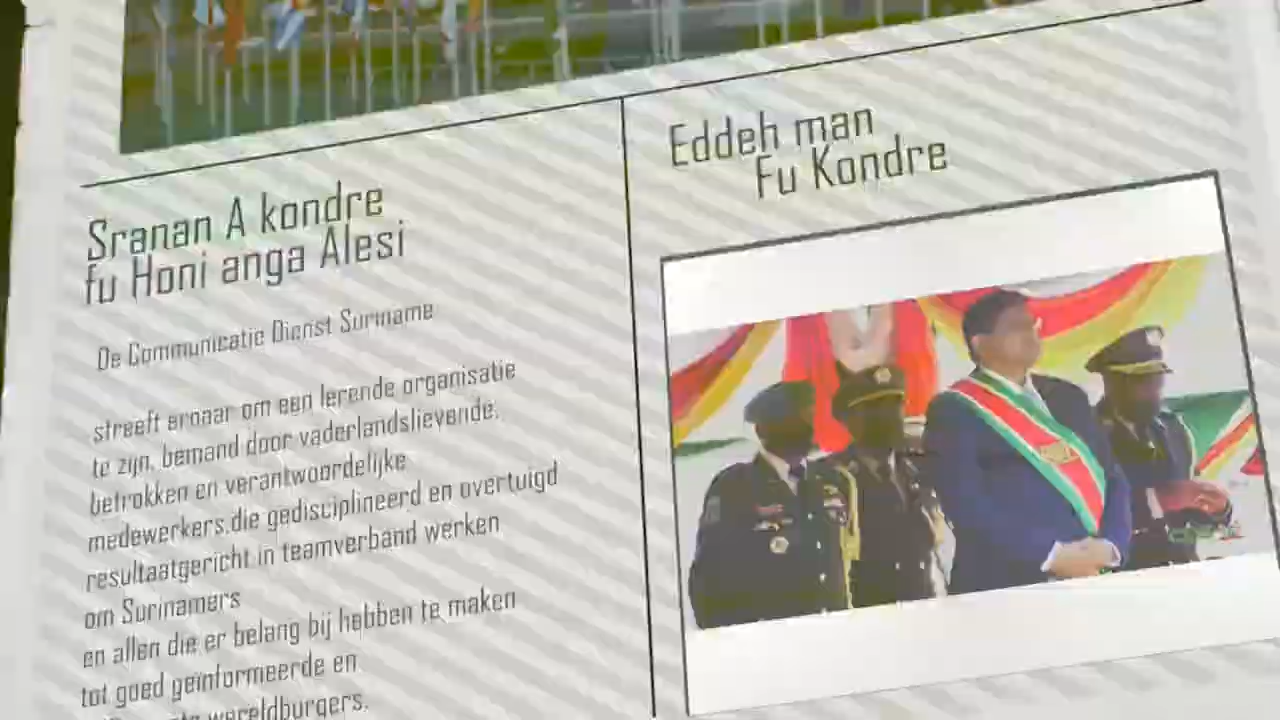 Sranan A kondre
fu Honi anga Alesi
De Communicatie Dienst Suriname
streeft ernaar om een lerende organisatie
te zijn, bemand door vaderlandslievende,
betrokken en verantwoordelijke
medewerkers,die gedisciplineerd en overtuigd
resultaatgericht in teamverband werken
om Surinamers
en allen die er belang bij hebben te maken
tot goed geïnformeerde en
wereldburgers.
Eddeh man
Fu Kondre